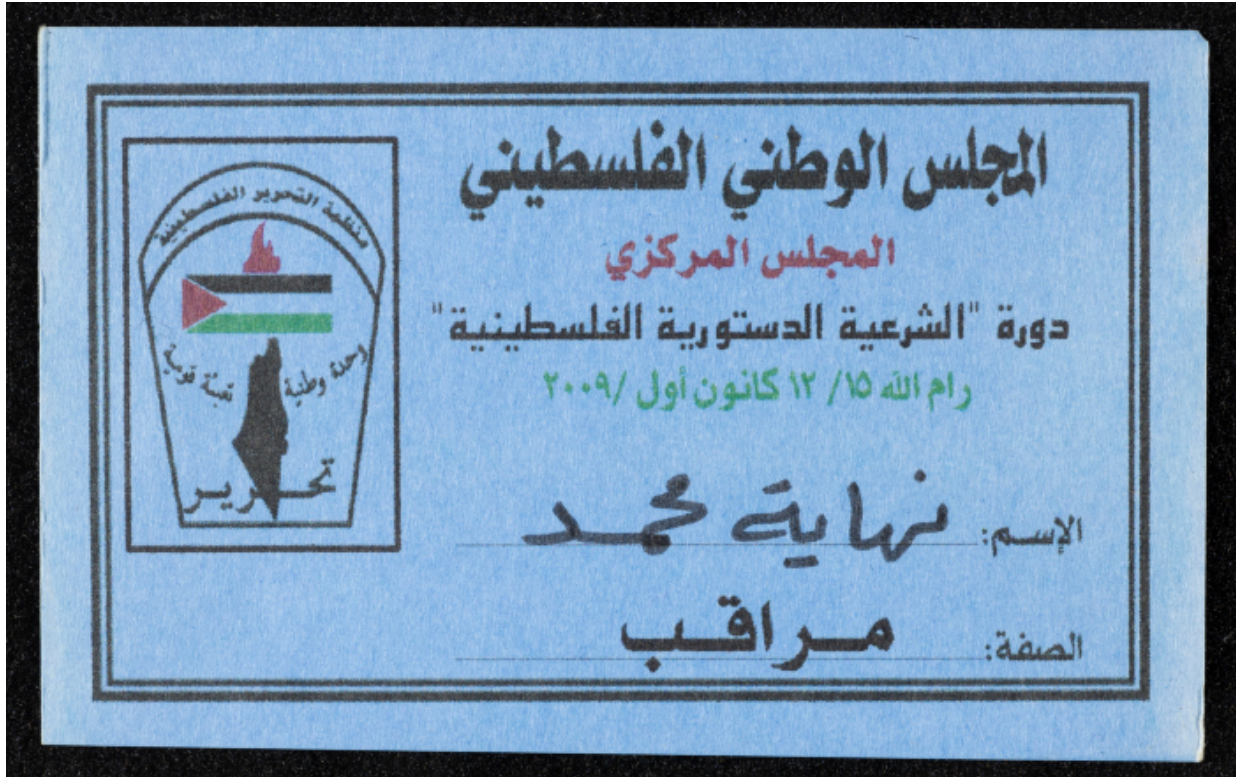 المجلس الوطني الفلسطيني
المجلس المركزي
دورة "الشرعية الدستورية الفلسطينية"
رام الله ١٥/ ١٢ كانون أول /٢٠٠٩
الإسم: نهاية محمد
الصفة: مراقب
منظمة التحرير الفلسطينية
وحدة وطنية تعبئة قومية
تحرير